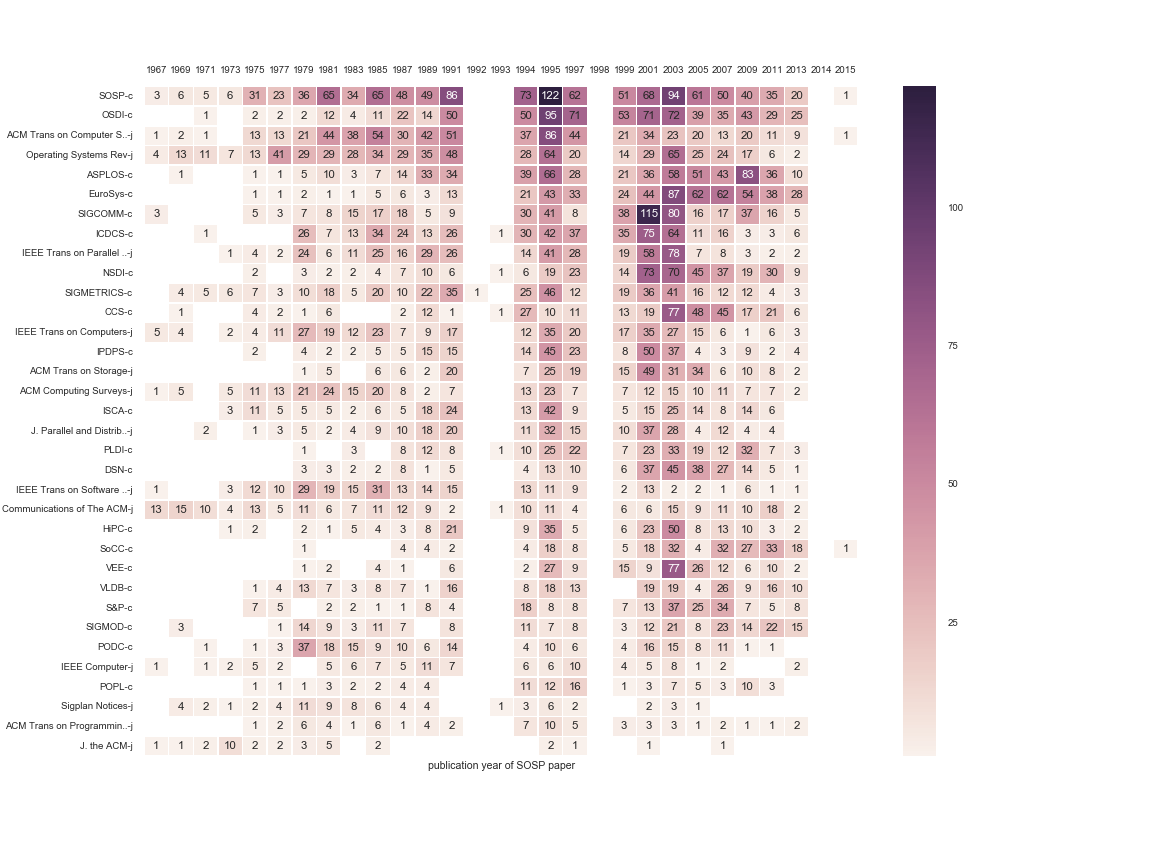 1967 1969 1971 1973 1975 1977 1979 1981 1983 1985 1987 1989 1991 1992 1993 1994 1995 1997 1998 1999 2001 2003 2005 2007 2009 2011 2013 2014 2015
SOSP-c 3 6 5 6 31 23 36 65 34 65 48 49 86 73 122 62 51 68 94 61 50 40 35 20 1
OSDI-c 1 2 2 2 12 4 11 22 14 50 50 95 71 53 71 72 39 35 43 29 25
ACM Trans on Computer S..-j 1 2 1 13 13 21 44 38 54 30 42 51 37 86 44 21 34 23 20 13 20 11 9 1
Operating Systems Rev-j 4 13 11 7 13 41 29 29 28 34 29 35 48 28 64 20 14 29 65 25 24 17 6 2
ASPLOS-c 1 1 1 5 10 3 7 14 33 34 39 66 28 21 36 58 51 43 83 36 10
EuroSys-c 1 1 2 1 1 5 6 3 13 21 43 33 24 44 87 62 62 54 38 28
SIGCOMM-c 3 5 3 7 8 15 17 18 5 9 30 41 8 38 115 80 16 17 37 16 5
100
ICDCS-c 1 26 7 13 34 24 13 26 1 30 42 37 35 75 64 11 16 3 3 6
IEEE Trans on Parallel ..-j 1 4 2 24 6 11 25 16 29 26 14 41 28 19 58 78 7 8 3 2 2
NSDI-c 2 3 2 2 4 7 10 6 1 6 19 23 14 73 70 45 37 19 30 9
SIGMETRICS-c 4 5 6 7 3 10 18 5 20 10 22 35 1 25 46 12 19 36 41 16 12 12 4 3
CCS-c 1 4 2 1 6 2 12 1 1 27 10 11 13 19 77 48 45 17 21 6
IEEE Trans on Computers-j 5 4 2 4 11 27 19 12 23 7 9 17 12 35 20 17 35 27 15 6 1 6 3
75
IPDPS-c 2 4 2 2 5 5 15 15 14 45 23 8 50 37 4 3 9 2 4
ACM Trans on Storage-j 1 5 6 6 2 20 7 25 19 15 49 31 34 6 10 8 2
ACM Computing Surveys-j 1 5 5 11 13 21 24 15 20 8 2 7 13 23 7 7 12 15 10 11 7 7 2
ISCA-c 3 11 5 5 5 2 6 5 18 24 13 42 9 5 15 25 14 8 14 6
J. Parallel and Distrib..-j 2 1 3 5 2 4 9 10 18 20 11 32 15 10 37 28 4 12 4 4
PLDI-c 1 3 8 12 8 1 10 25 22 7 23 33 19 12 32 7 3
DSN-c 3 3 2 2 8 1 5 4 13 10 6 37 45 38 27 14 5 1
50
IEEE Trans on Software ..-j 1 3 12 10 29 19 15 31 13 14 15 13 11 9 2 13 2 2 1 6 1 1
Communications of The ACM-j 13 15 10 4 13 5 11 6 7 11 12 9 2 1 10 11 4 6 6 15 9 11 10 18 2
HiPC-c 1 2 2 1 5 4 3 8 21 9 35 5 6 23 50 8 13 10 3 2
SoCC-c 1 4 4 2 4 18 8 5 18 32 4 32 27 33 18 1
VEE-c 1 2 4 1 6 2 27 9 15 9 77 26 12 6 10 2
VLDB-c 1 4 13 7 3 8 7 1 16 8 18 13 19 19 4 26 9 16 10
S&P-c 7 5 2 2 1 1 8 4 18 8 8 7 13 37 25 34 7 5 8
SIGMOD-c 3 1 14 9 3 11 7 8 11 7 8 3 12 21 8 23 14 22 15
25
PODC-c 1 1 3 37 18 15 9 10 6 14 4 10 6 4 16 15 8 11 1 1
IEEE Computer-j 1 1 2 5 2 5 6 7 5 11 7 6 6 10 4 5 8 1 2 2
POPL-c 1 1 1 3 2 2 4 4 11 12 16 1 3 7 5 3 10 3
Sigplan Notices-j 4 2 1 2 4 11 9 8 6 4 4 1 3 6 2 2 3 1
ACM Trans on Programmin..-j 1 2 6 4 1 6 1 4 2 7 10 5 3 3 3 1 2 1 1 2
J. the ACM-j 1 1 2 10 2 2 3 5 2 2 1 1 1
publication year of SOSP paper